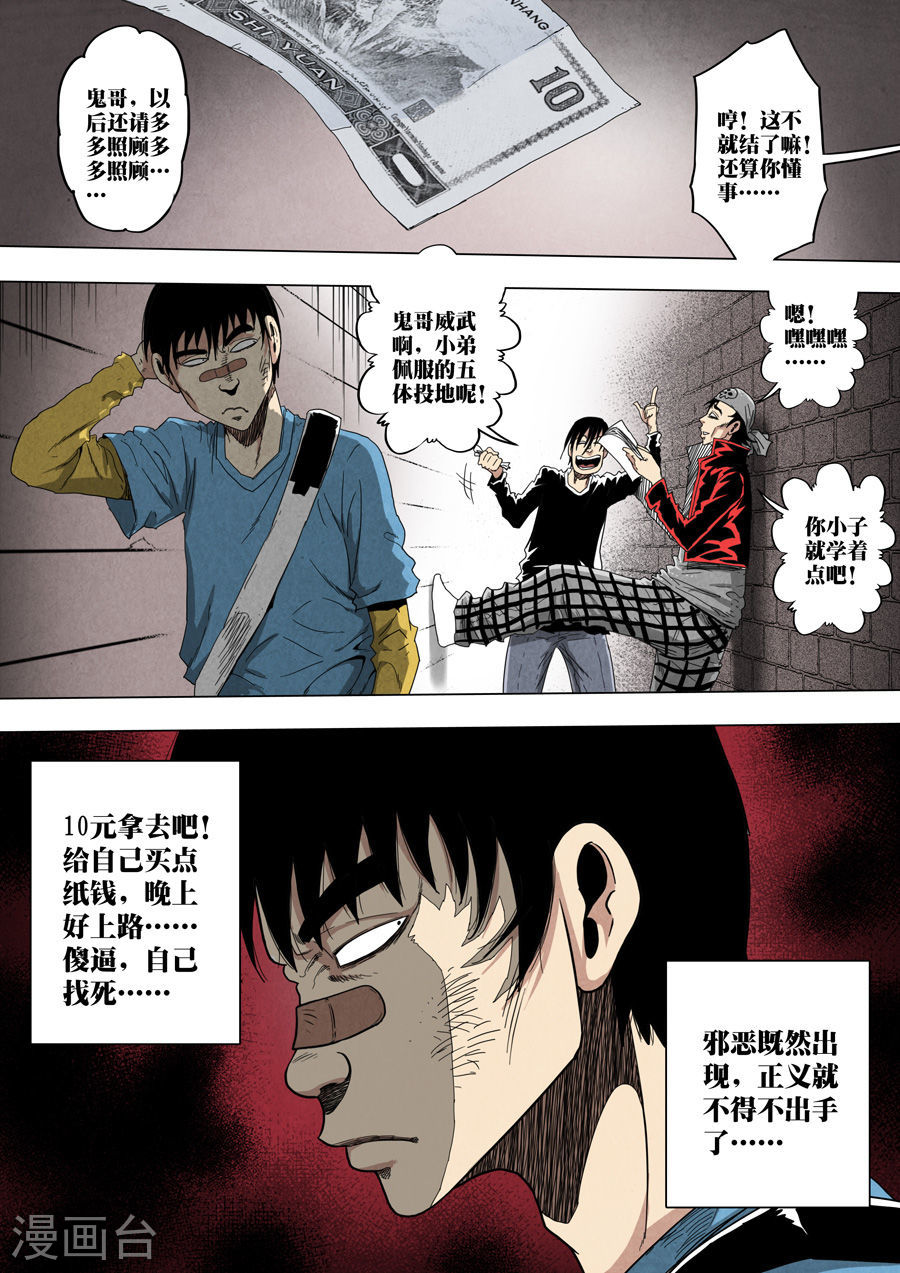 NHANG
SHI YUAN
10
鬼哥，以
后还请多
多照顾多
多照顾……
……
哼！这不
就结了嘛！
还算你懂
事……
鬼哥威武
啊，小弟
佩服的五
体投地呢！
嗯！
嘿嘿嘿
……
你小子
就学着
点吧！
10元拿去吧！
给自己买点
纸钱，晚上
好上路……
傻逼，自己
找死……
邪恶既然出
现，正义就
不得不出手
了……
漫画台